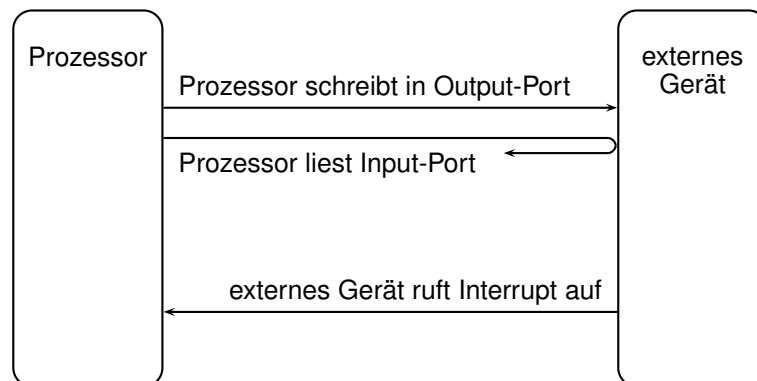 Prozessor
externes
Gerät
Prozessor schreibt in Output-Port
Prozessor liest Input-Port
externes Gerät ruft Interrupt auf